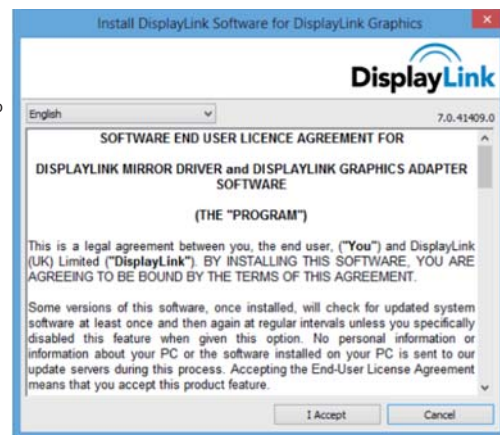 Install DisplayLink Software for DisplayLink Graphics
DisplayLink
English
7.0.41409.0
SOFTWARE END USER LICENCE AGREEMENT FOR
DISPLAYLINK MIRROR DRIVER and DISPLAYLINK GRAPHICS ADAPTER
SOFTWARE
(THE "PROGRAM")
This is a legal agreement between you, the end user, ("You") and DisplayLink
(UK) Limited ("DisplayLink"). BY INSTALLING THIS SOFTWARE, YOU ARE
AGREEING TO BE BOUND BY THE TERMS OF THIS AGREEMENT.
Some versions of this software, once installed, will check for updated system
software at least once and then again at regular intervals unless you specifically
disabled this feature when given this option. No personal information or
information about your PC or the software installed on your PC is sent to our
update servers during this process. Accepting the End-User License Agreement
means that you accept this product feature.
I Accept
Cancel